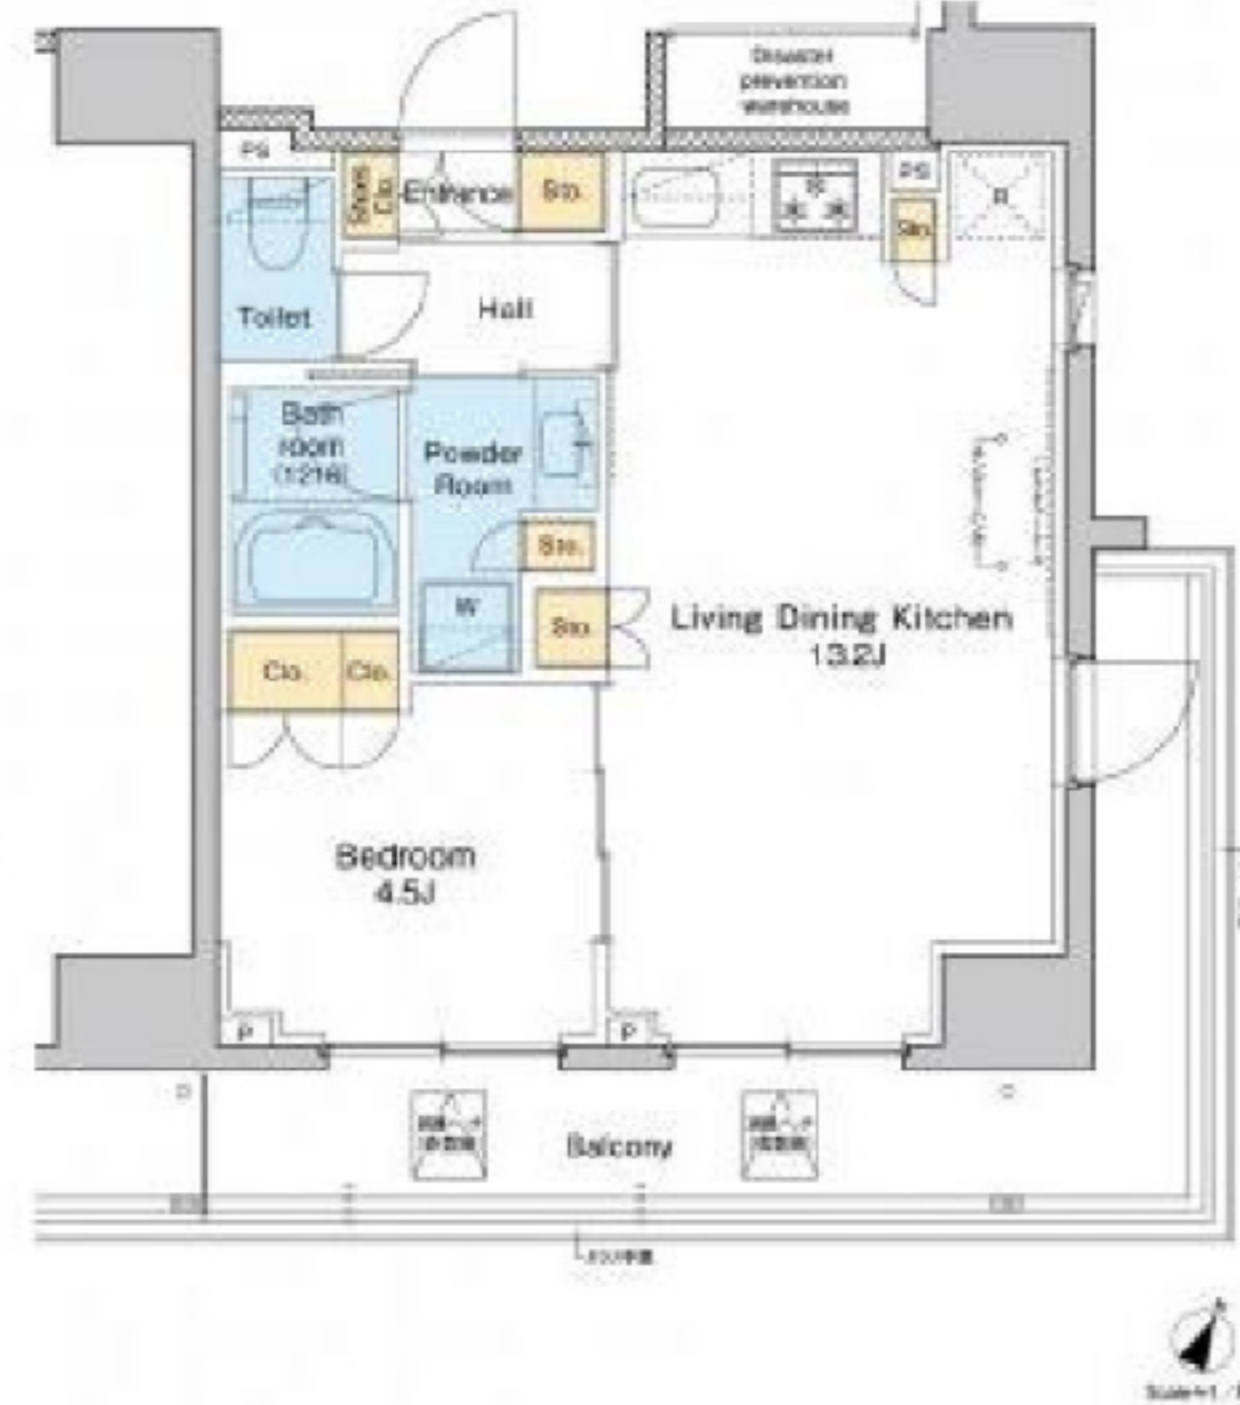 Disaster
prevention
warehouse
PS
Shoes
Clo.
Entrance
Sto.
PS
Sto.
R
Toilet
Hall
Bath
room
(1216)
Powder
Room
Sto.
W
Sto.
Living Dining Kitchen
13.2J
Clo.
Clo.
Bedroom
4.5J
P
P
Balcony